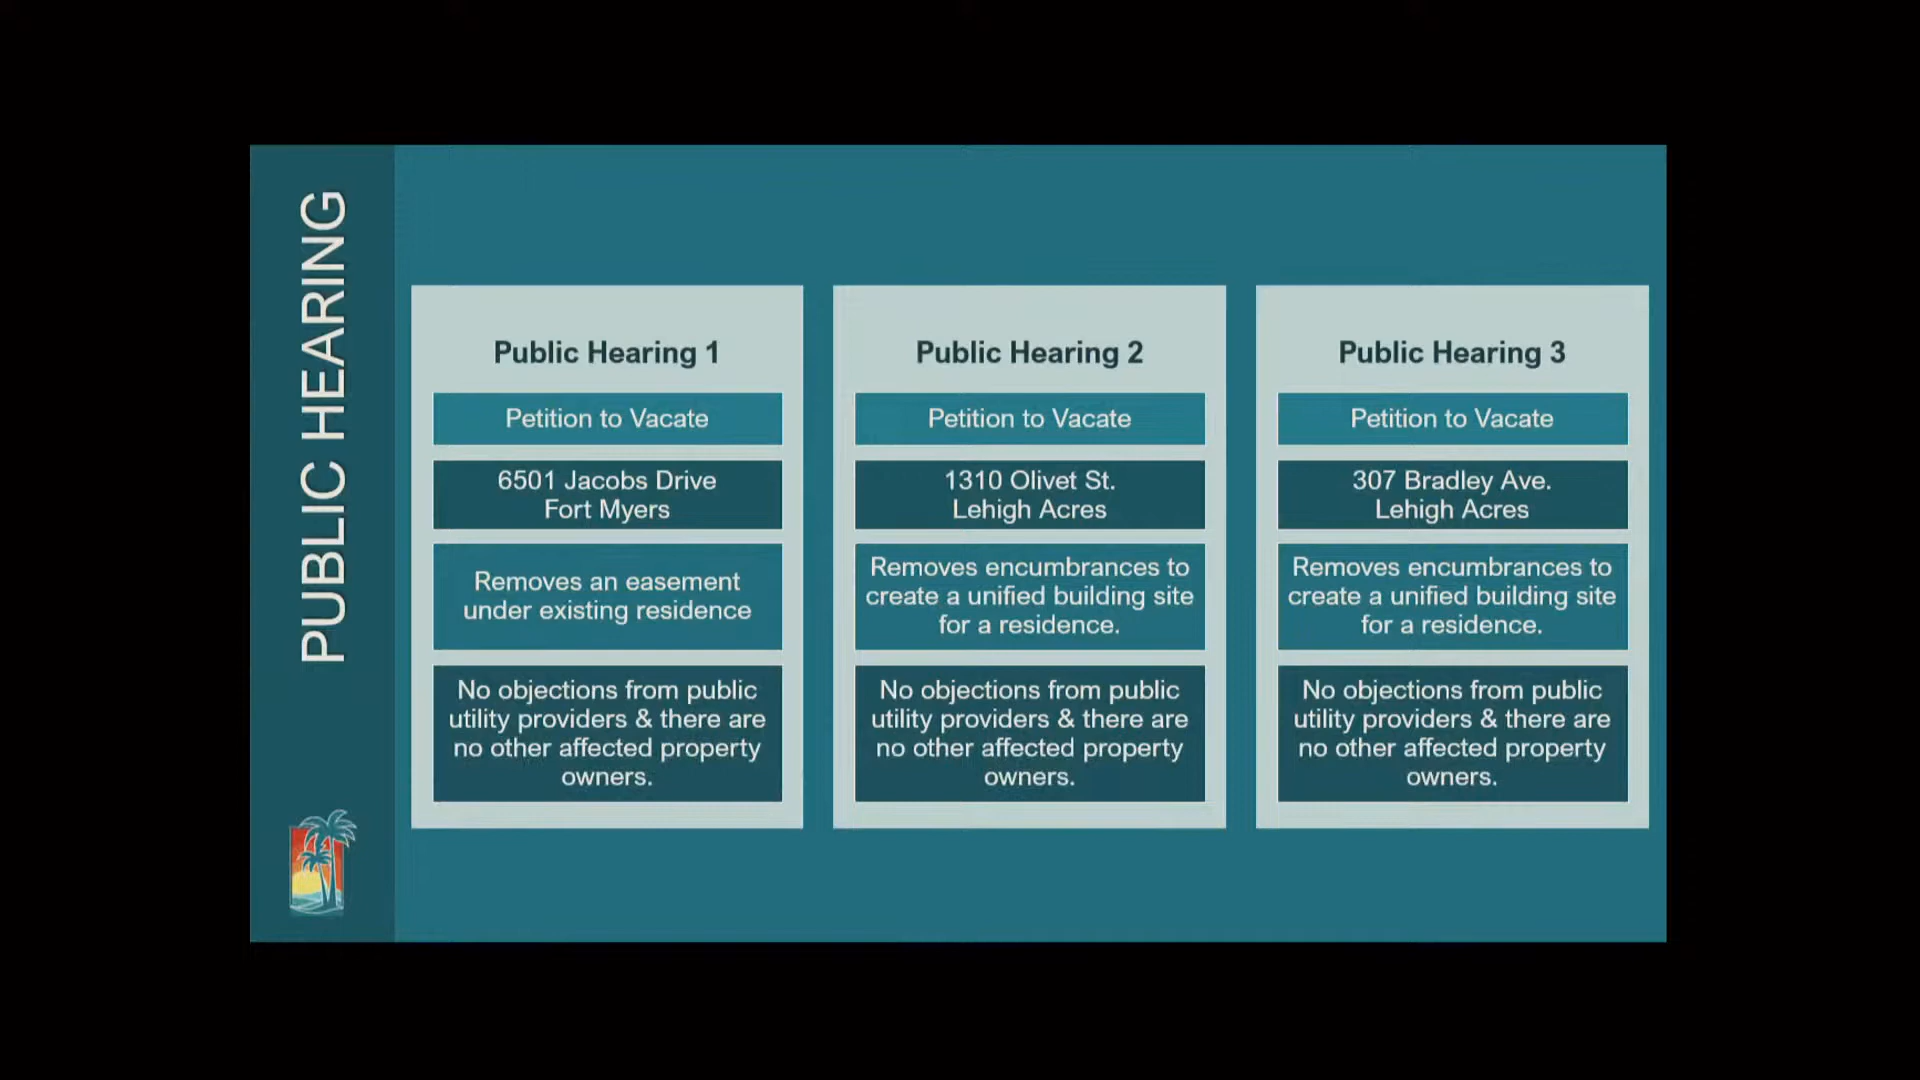 PUBLIC HEARING
Public Hearing 1
Petition to Vacate
6501 Jacobs Drive
Fort Myers
Removes an easement
under existing residence
No objections from public
utility providers & there are
no other affected property
owners.
Public Hearing 2
Petition to Vacate
1310 Olivet St.
Lehigh Acres
Removes encumbrances to
create a unified building site
for a residence.
No objections from public
utility providers & there are
no other affected property
owners.
Public Hearing 3
Petition to Vacate
307 Bradley Ave.
Lehigh Acres
Removes encumbrances to
create a unified building site
for a residence.
No objections from public
utility providers & there are
no other affected property
owners.